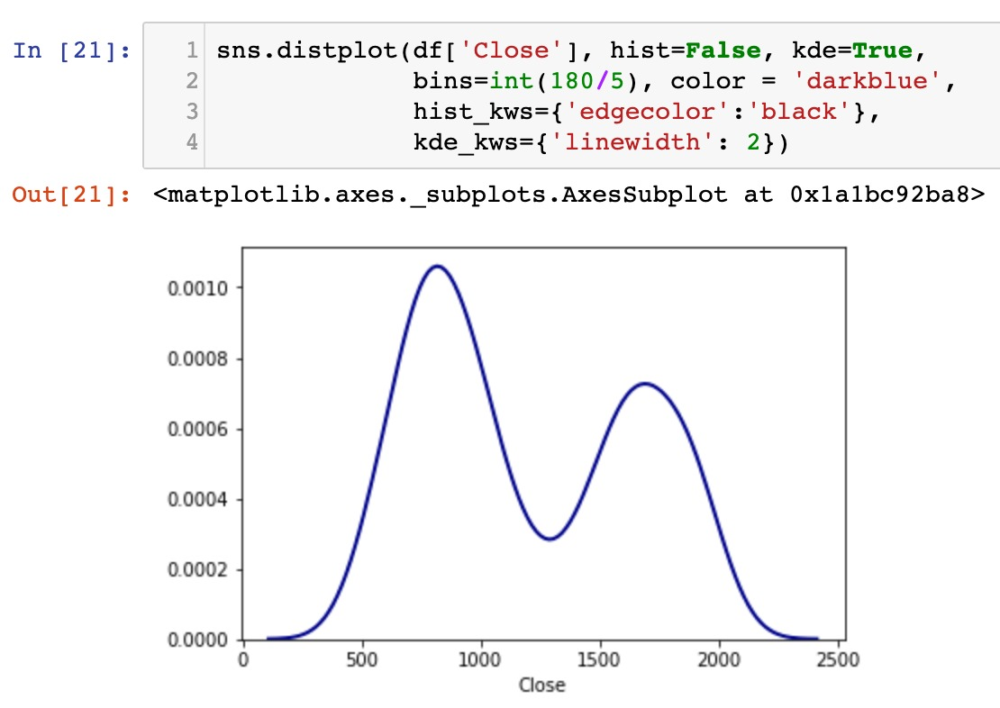 In [21]:
1 sns.distplot(df['Close'], hist=False, kde=True,
2 bins=int(180/5), color = 'darkblue',
3 hist_kws={'edgecolor':'black'},
4 kde_kws={'linewidth': 2})
Out[21]: <matplotlib.axes._subplots.AxesSubplot at 0x1a1bc92ba8>
0.0010
0.0008
0.0006
0.0004
0.0002
0.0000
0 500 1000 1500 2000 2500
Close